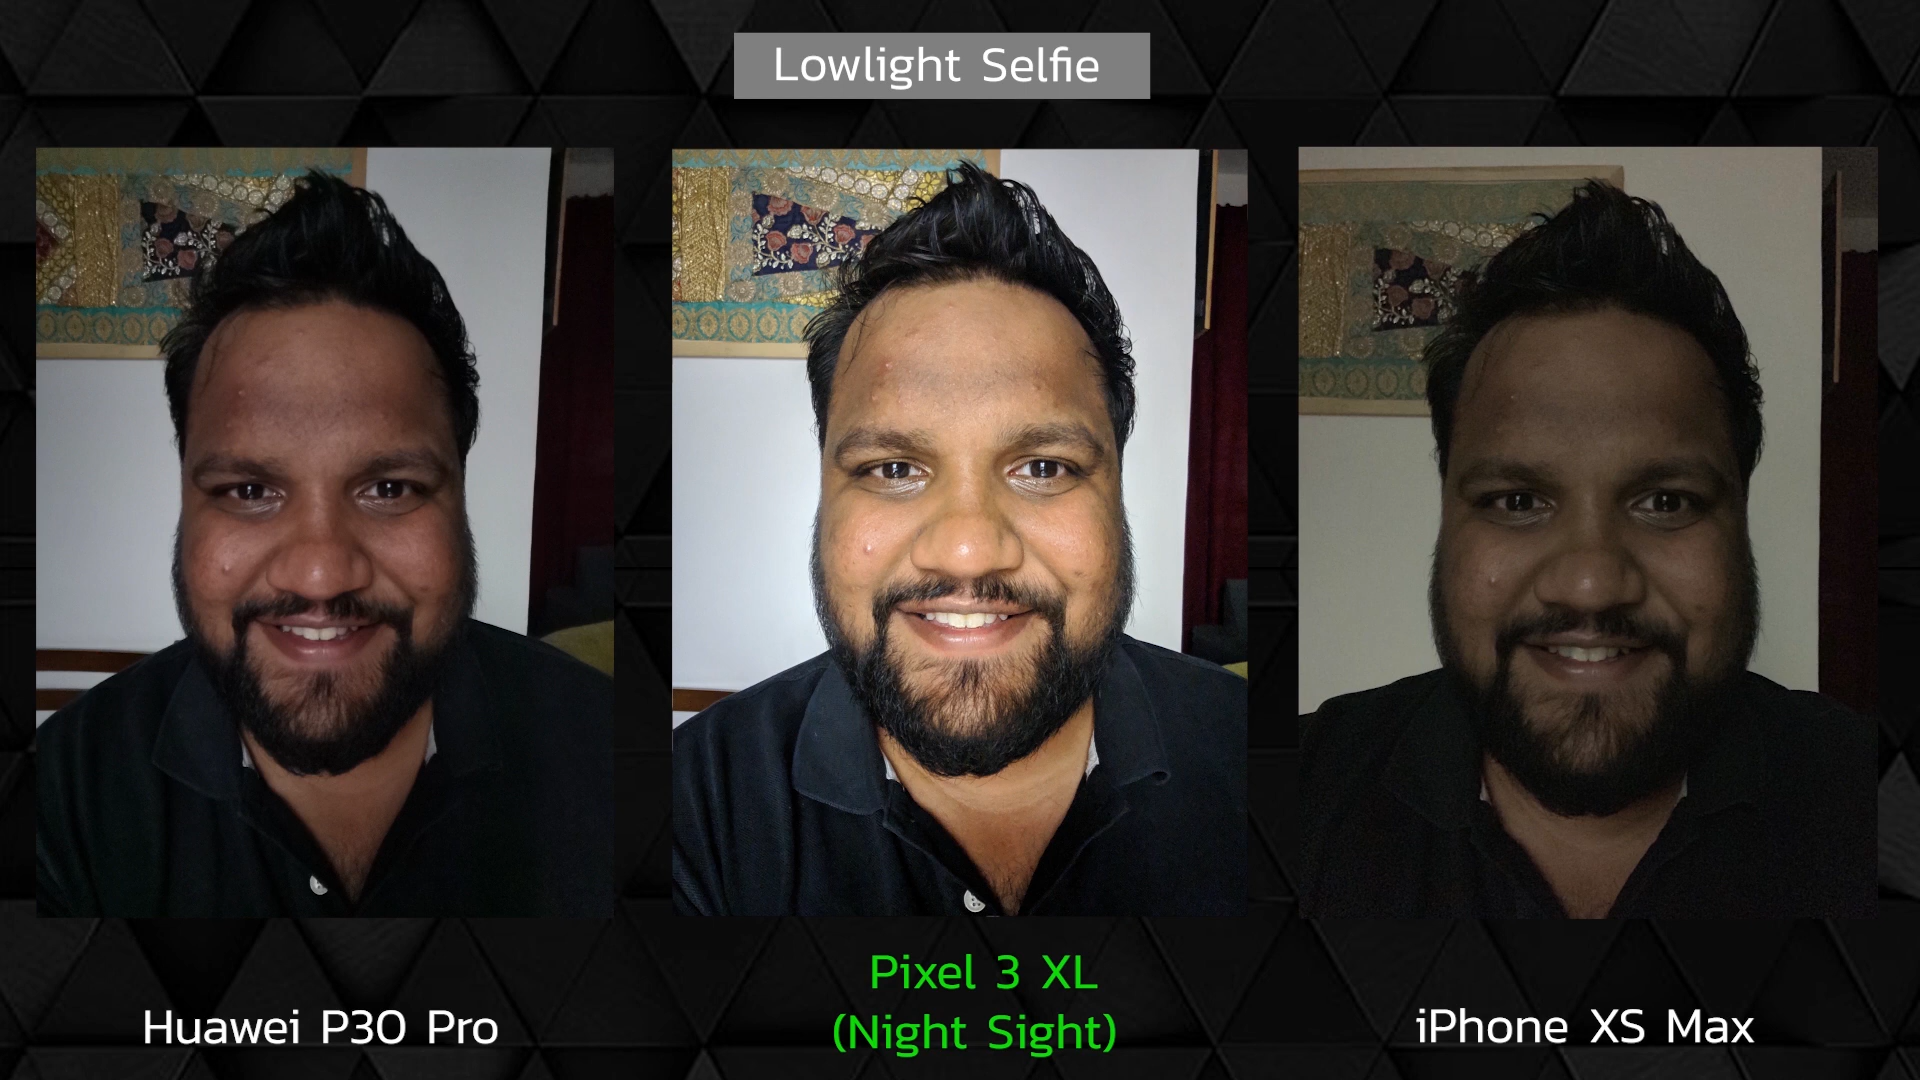 Lowlight Selfie
Huawei P30 Pro
Pixel 3 XL
(Night Sight)
iPhone XS Max